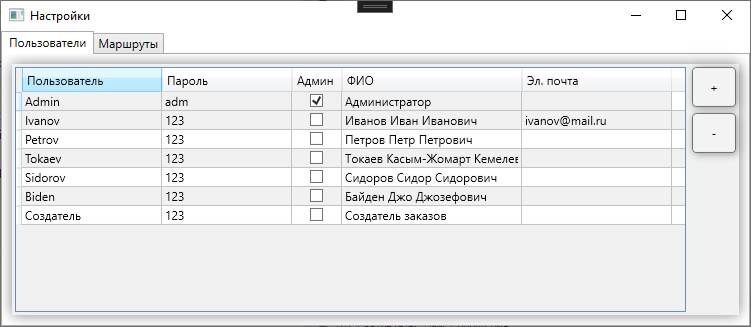 Настройки
Пользователи Маршруты
Пользователь Пароль Админ ФИО Эл. почта
Admin adm Администратор
Ivanov 123 Иванов Иван Иванович ivanov@mail.ru
Petrov 123 Петров Петр Петрович
Tokaev 123 Токаев Касым-Жомарт Кемелев
Sidorov 123 Сидоров Сидор Сидорович
Biden 123 Байден Джо Джозефович
Создатель 123 Создатель заказов
+
-